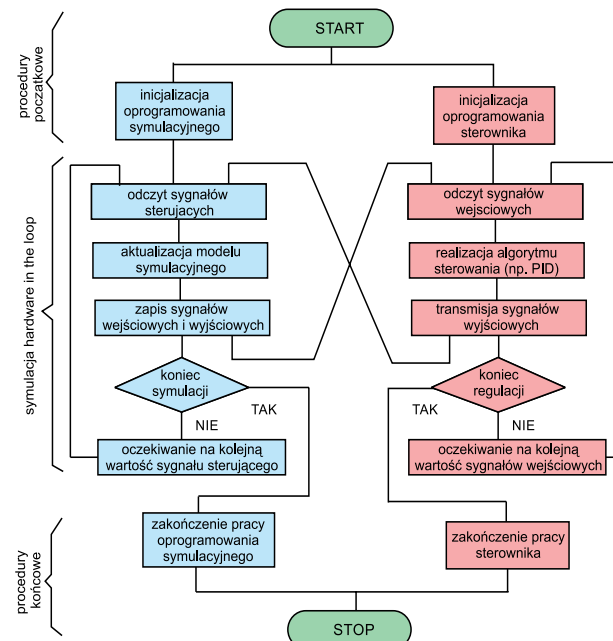 START
procedury
początkowe
inicjalizacja
oprogramowania
symulacyjnego
inicjalizacja
oprogramowania
sterownika
symulacja hardware in the loop
odczyt sygnałów
sterujacych
aktualizacja modelu
symulacyjnego
zapis sygnałów
wejściowych i wyjściowych
koniec
symulacji
TAK
NIE
oczekiwanie na kolejną
wartość sygnału sterującego
odczyt sygnałów
wejsciowych
realizacja algorytmu
sterowania (np. PID)
transmisja sygnałów
wyjściowych
koniec
regulacji
TAK
NIE
oczekiwanie na kolejną
wartość sygnałów wejściowych
procedury
końcowe
zakończenie pracy
oprogramowania
symulacyjnego
zakończenie pracy
sterownika
STOP